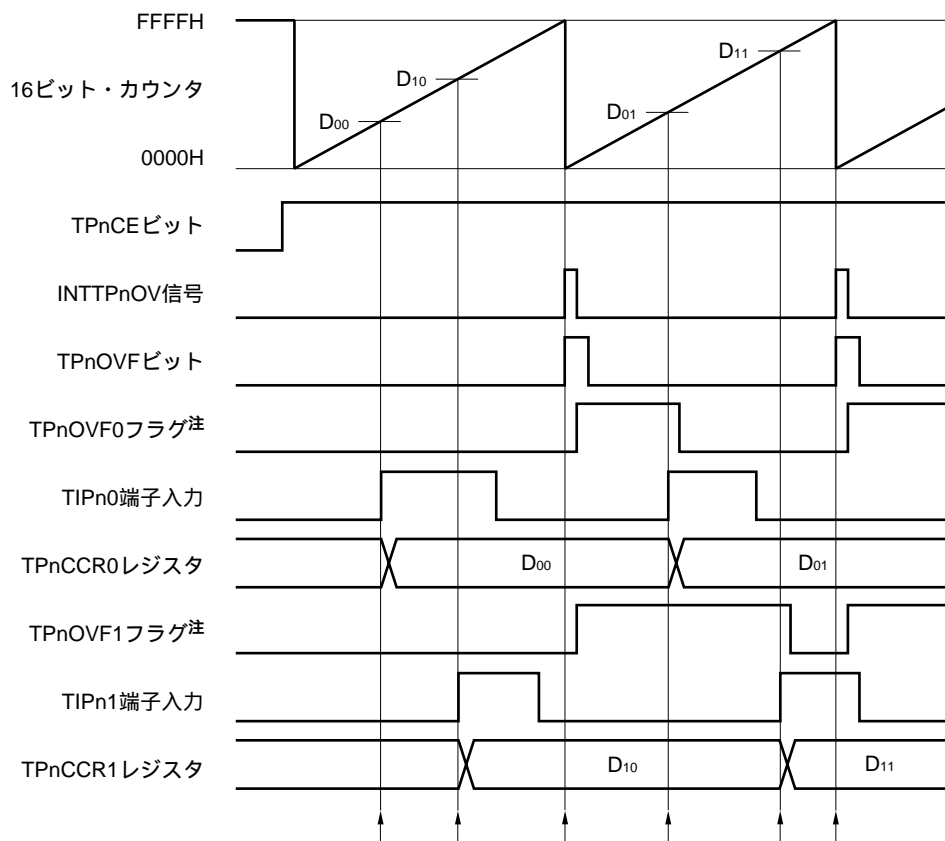 FFFFH
16ビット・カウンタ
0000H
D00
D10
D01
D11
TPnCEビット
INTTPnOV信号
TPnOVFビット
TPnOVF0フラグ注
TIPn0端子入力
TPnCCR0レジスタ
D00
D01
TPnOVF1フラグ注
TIPn1端子入力
TPnCCR1レジスタ
D10
D11